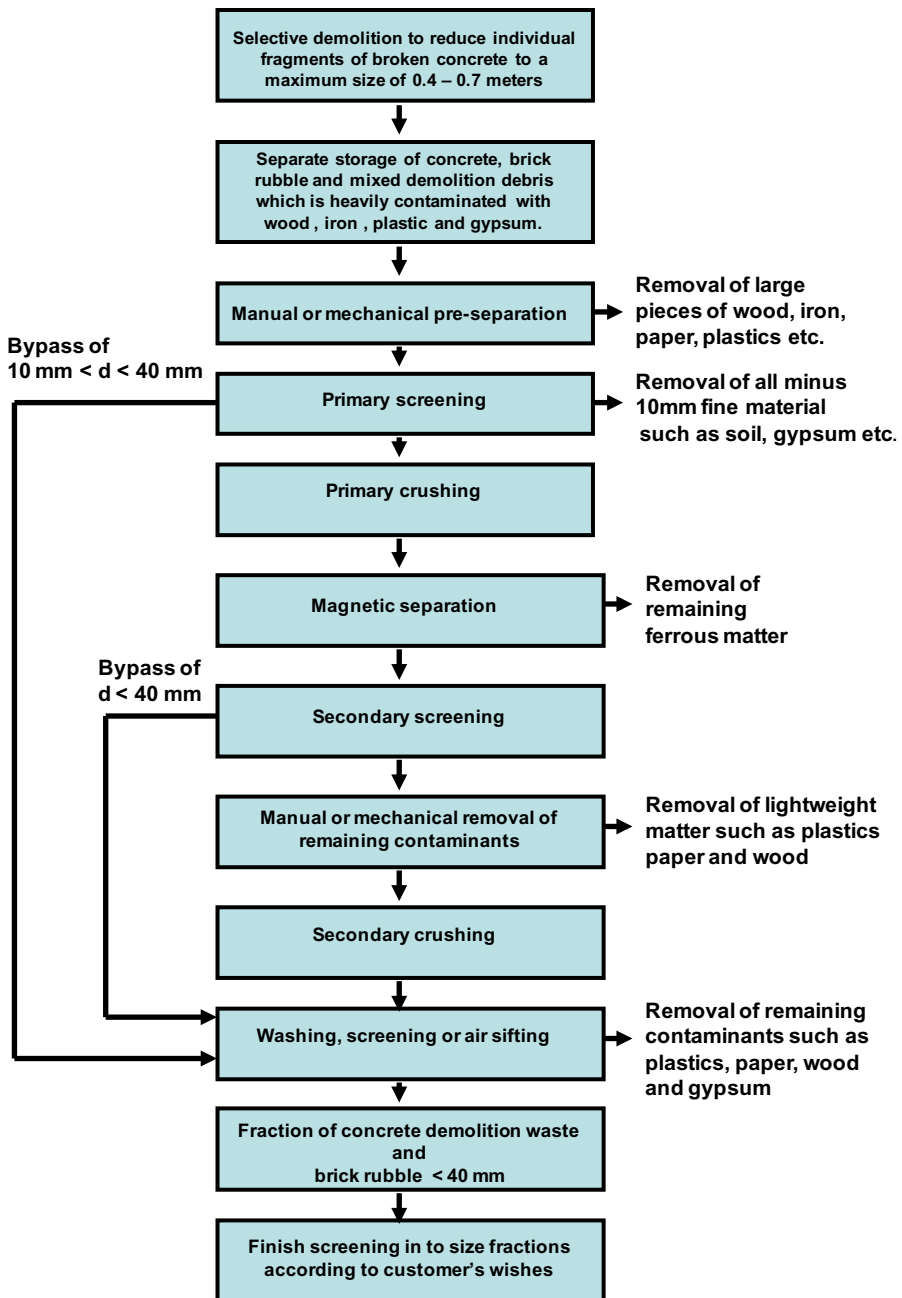 Selective demolition to reduce individual
fragments of broken concrete to a
maximum size of 0.4 – 0.7 meters
Separate storage of concrete, brick
rubble and mixed demolition debris
which is heavily contaminated with
wood , iron , plastic and gypsum.
Manual or mechanical pre-separation
Removal of large
pieces of wood, iron,
paper, plastics etc.
Bypass of
10 mm < d < 40 mm
Primary screening
Removal of all minus
10mm fine material
such as soil, gypsum etc.
Primary crushing
Magnetic separation
Removal of
remaining
ferrous matter
Bypass of
d < 40 mm
Secondary screening
Manual or mechanical removal of
remaining contaminants
Removal of lightweight
matter such as plastics
paper and wood
Secondary crushing
Washing, screening or air sifting
Removal of remaining
contaminants such as
plastics, paper, wood
and gypsum
Fraction of concrete demolition waste
and
brick rubble < 40 mm
Finish screening in to size fractions
according to customer's wishes